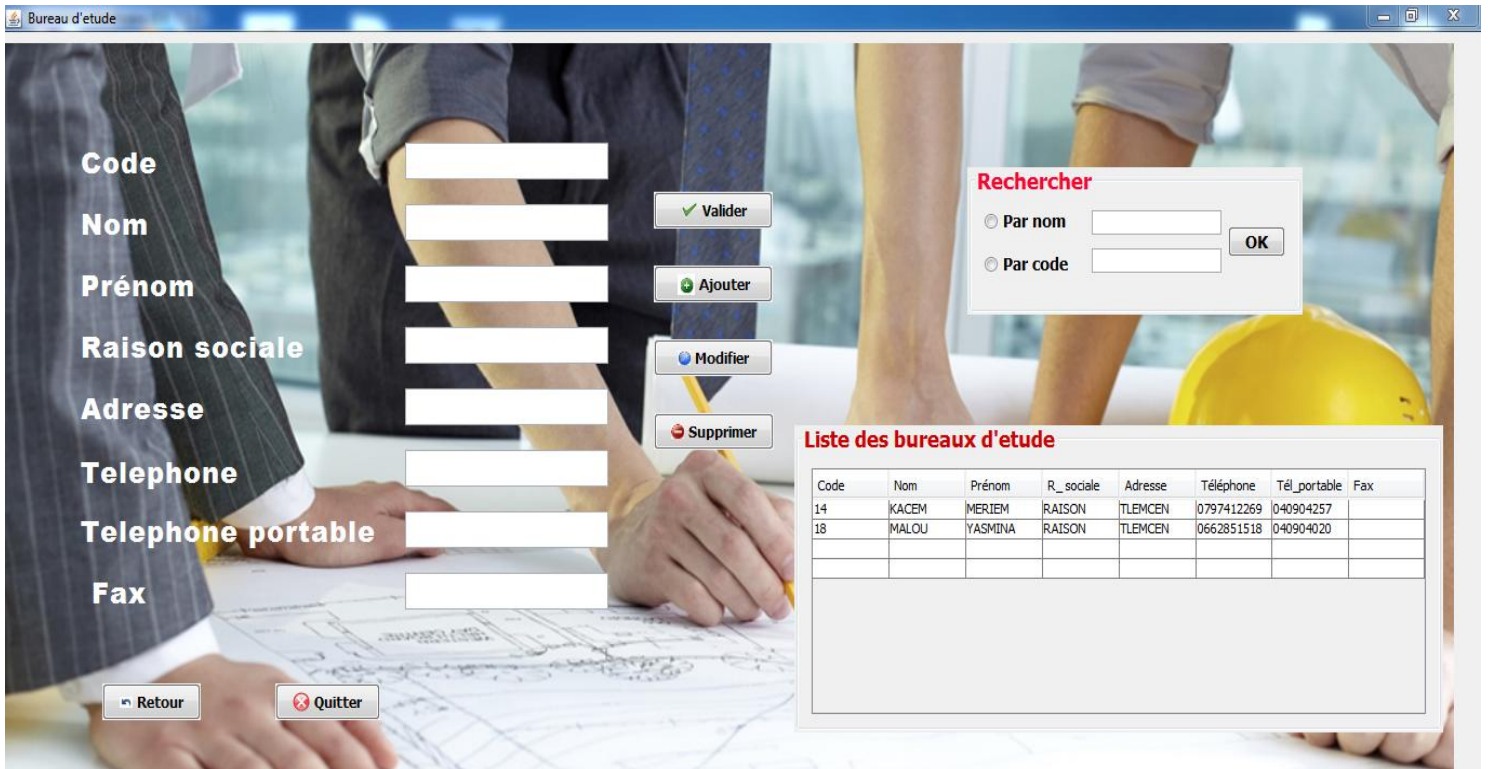 Bureau d'etude
Code
Nom
Prénom
Raison sociale
Adresse
Telephone
Telephone portable
Fax
Valider
Ajouter
Modifier
Supprimer
Retour
Quitter
Rechercher
Par nom
Par code
OK
Liste des bureaux d'etude
Code Nom Prénom R_sociale Adresse Téléphone Tél_portable Fax
14 KACEM MERIEM RAISON TLEMCEN 0797412269 040904257
18 MALOU YASMINA RAISON TLEMCEN 0662851518 040904020